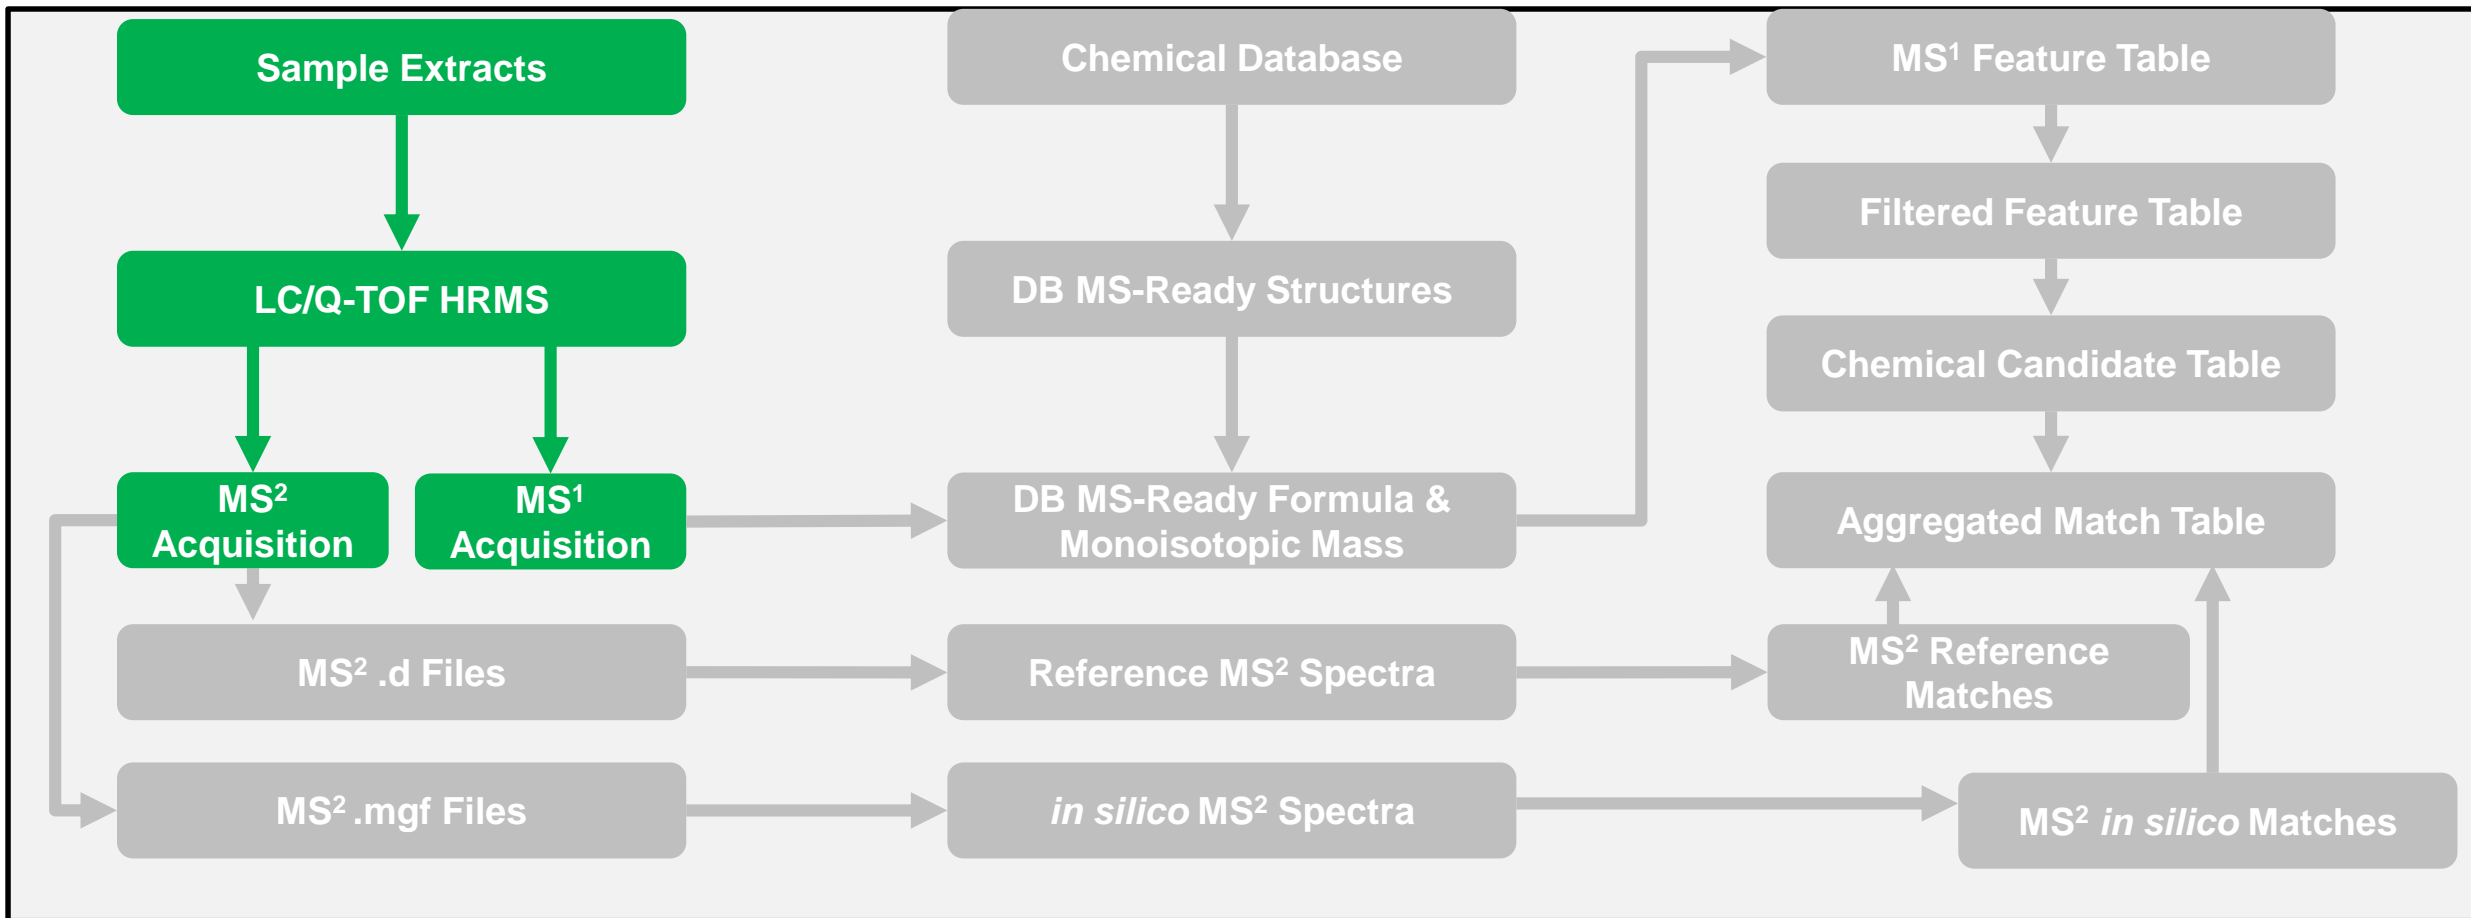 Sample Extracts
LC/Q-TOF HRMS
MS²
Acquisition
MS¹
Acquisition
MS² .d Files
MS² .mgf Files
Chemical Database
DB MS-Ready Structures
DB MS-Ready Formula &
Monoisotopic Mass
Reference MS² Spectra
in silico MS² Spectra
MS¹ Feature Table
Filtered Feature Table
Chemical Candidate Table
Aggregated Match Table
MS² Reference
Matches
MS² in silico Matches